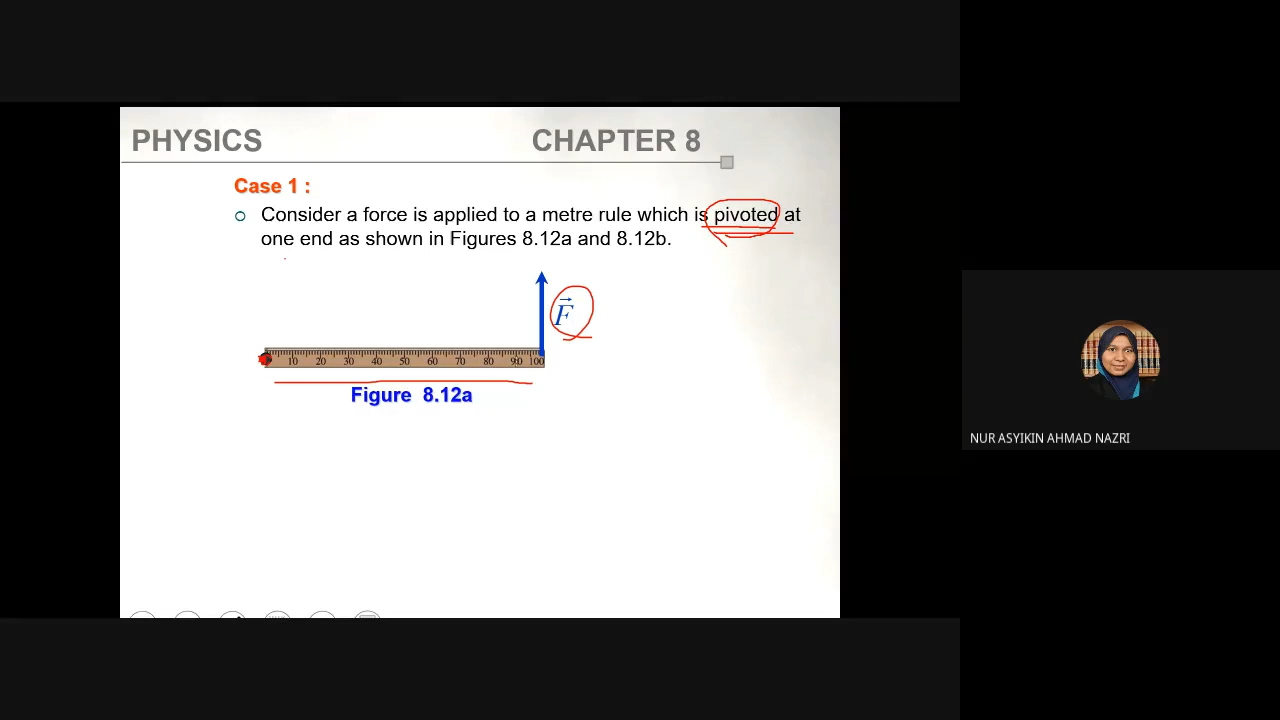 PHYSICS CHAPTER 8
Case 1 :
Consider a force is applied to a metre rule which is pivoted at
one end as shown in Figures 8.12a and 8.12b.
F
10 20 30 40 50 60 70 80 90 100
Figure 8.12a
NUR ASYIKIN AHMAD NAZRI